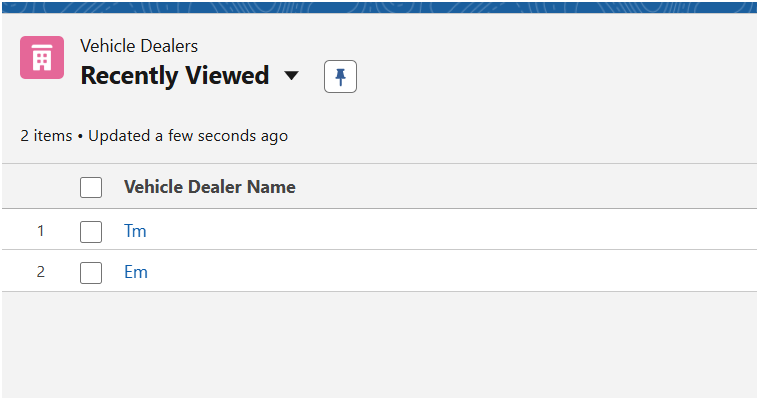 Vehicle Dealers
Recently Viewed
2 items • Updated a few seconds ago
Vehicle Dealer Name
1 Tm
2 Em